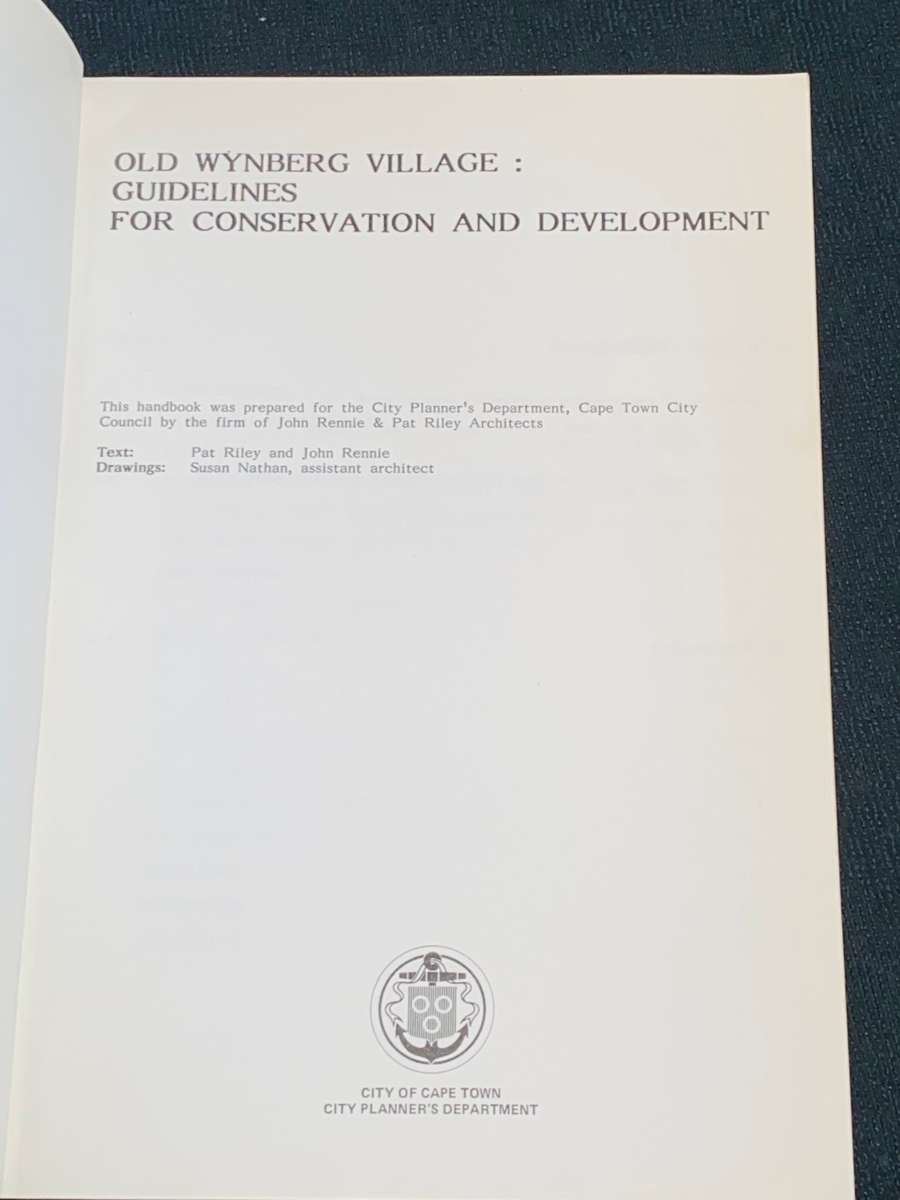 OLD WYNBERG VILLAGE :
GUIDELINES
FOR CONSERVATION AND DEVELOPMENT
This handbook was prepared for the City Planner's Department, Cape Town City
Council by the firm of John Rennie & Pat Riley Architects
Text: Pat Riley and John Rennie
Drawings: Susan Nathan, assistant architect
CITY OF CAPE TOWN
CITY PLANNER'S DEPARTMENT